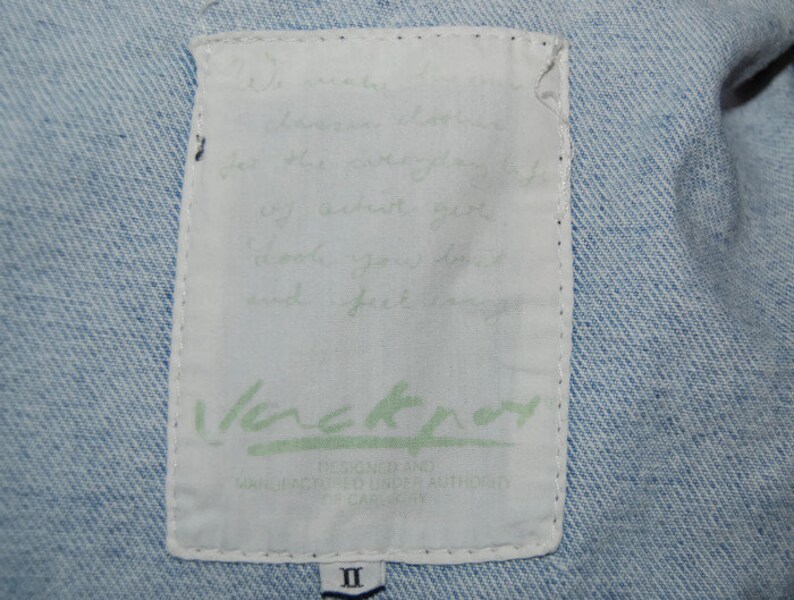 We make
classic clothes
for the everyday life
of active girls
Look your best
and feel
Jackpot
DESIGNED AND
MANUFACTURED UNDER AUTHORITY
OF CARLI GRY
II